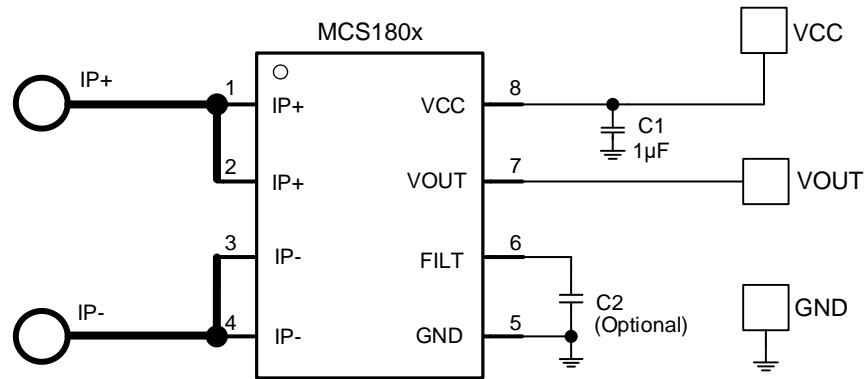 MCS180x
VCC
IP+
1
IP+
VCC
8
C1
1µF
2
IP+
VOUT
7
VOUT
3
IP-
FILT
6
C2
(Optional)
GND
IP-
4
IP-
GND
5